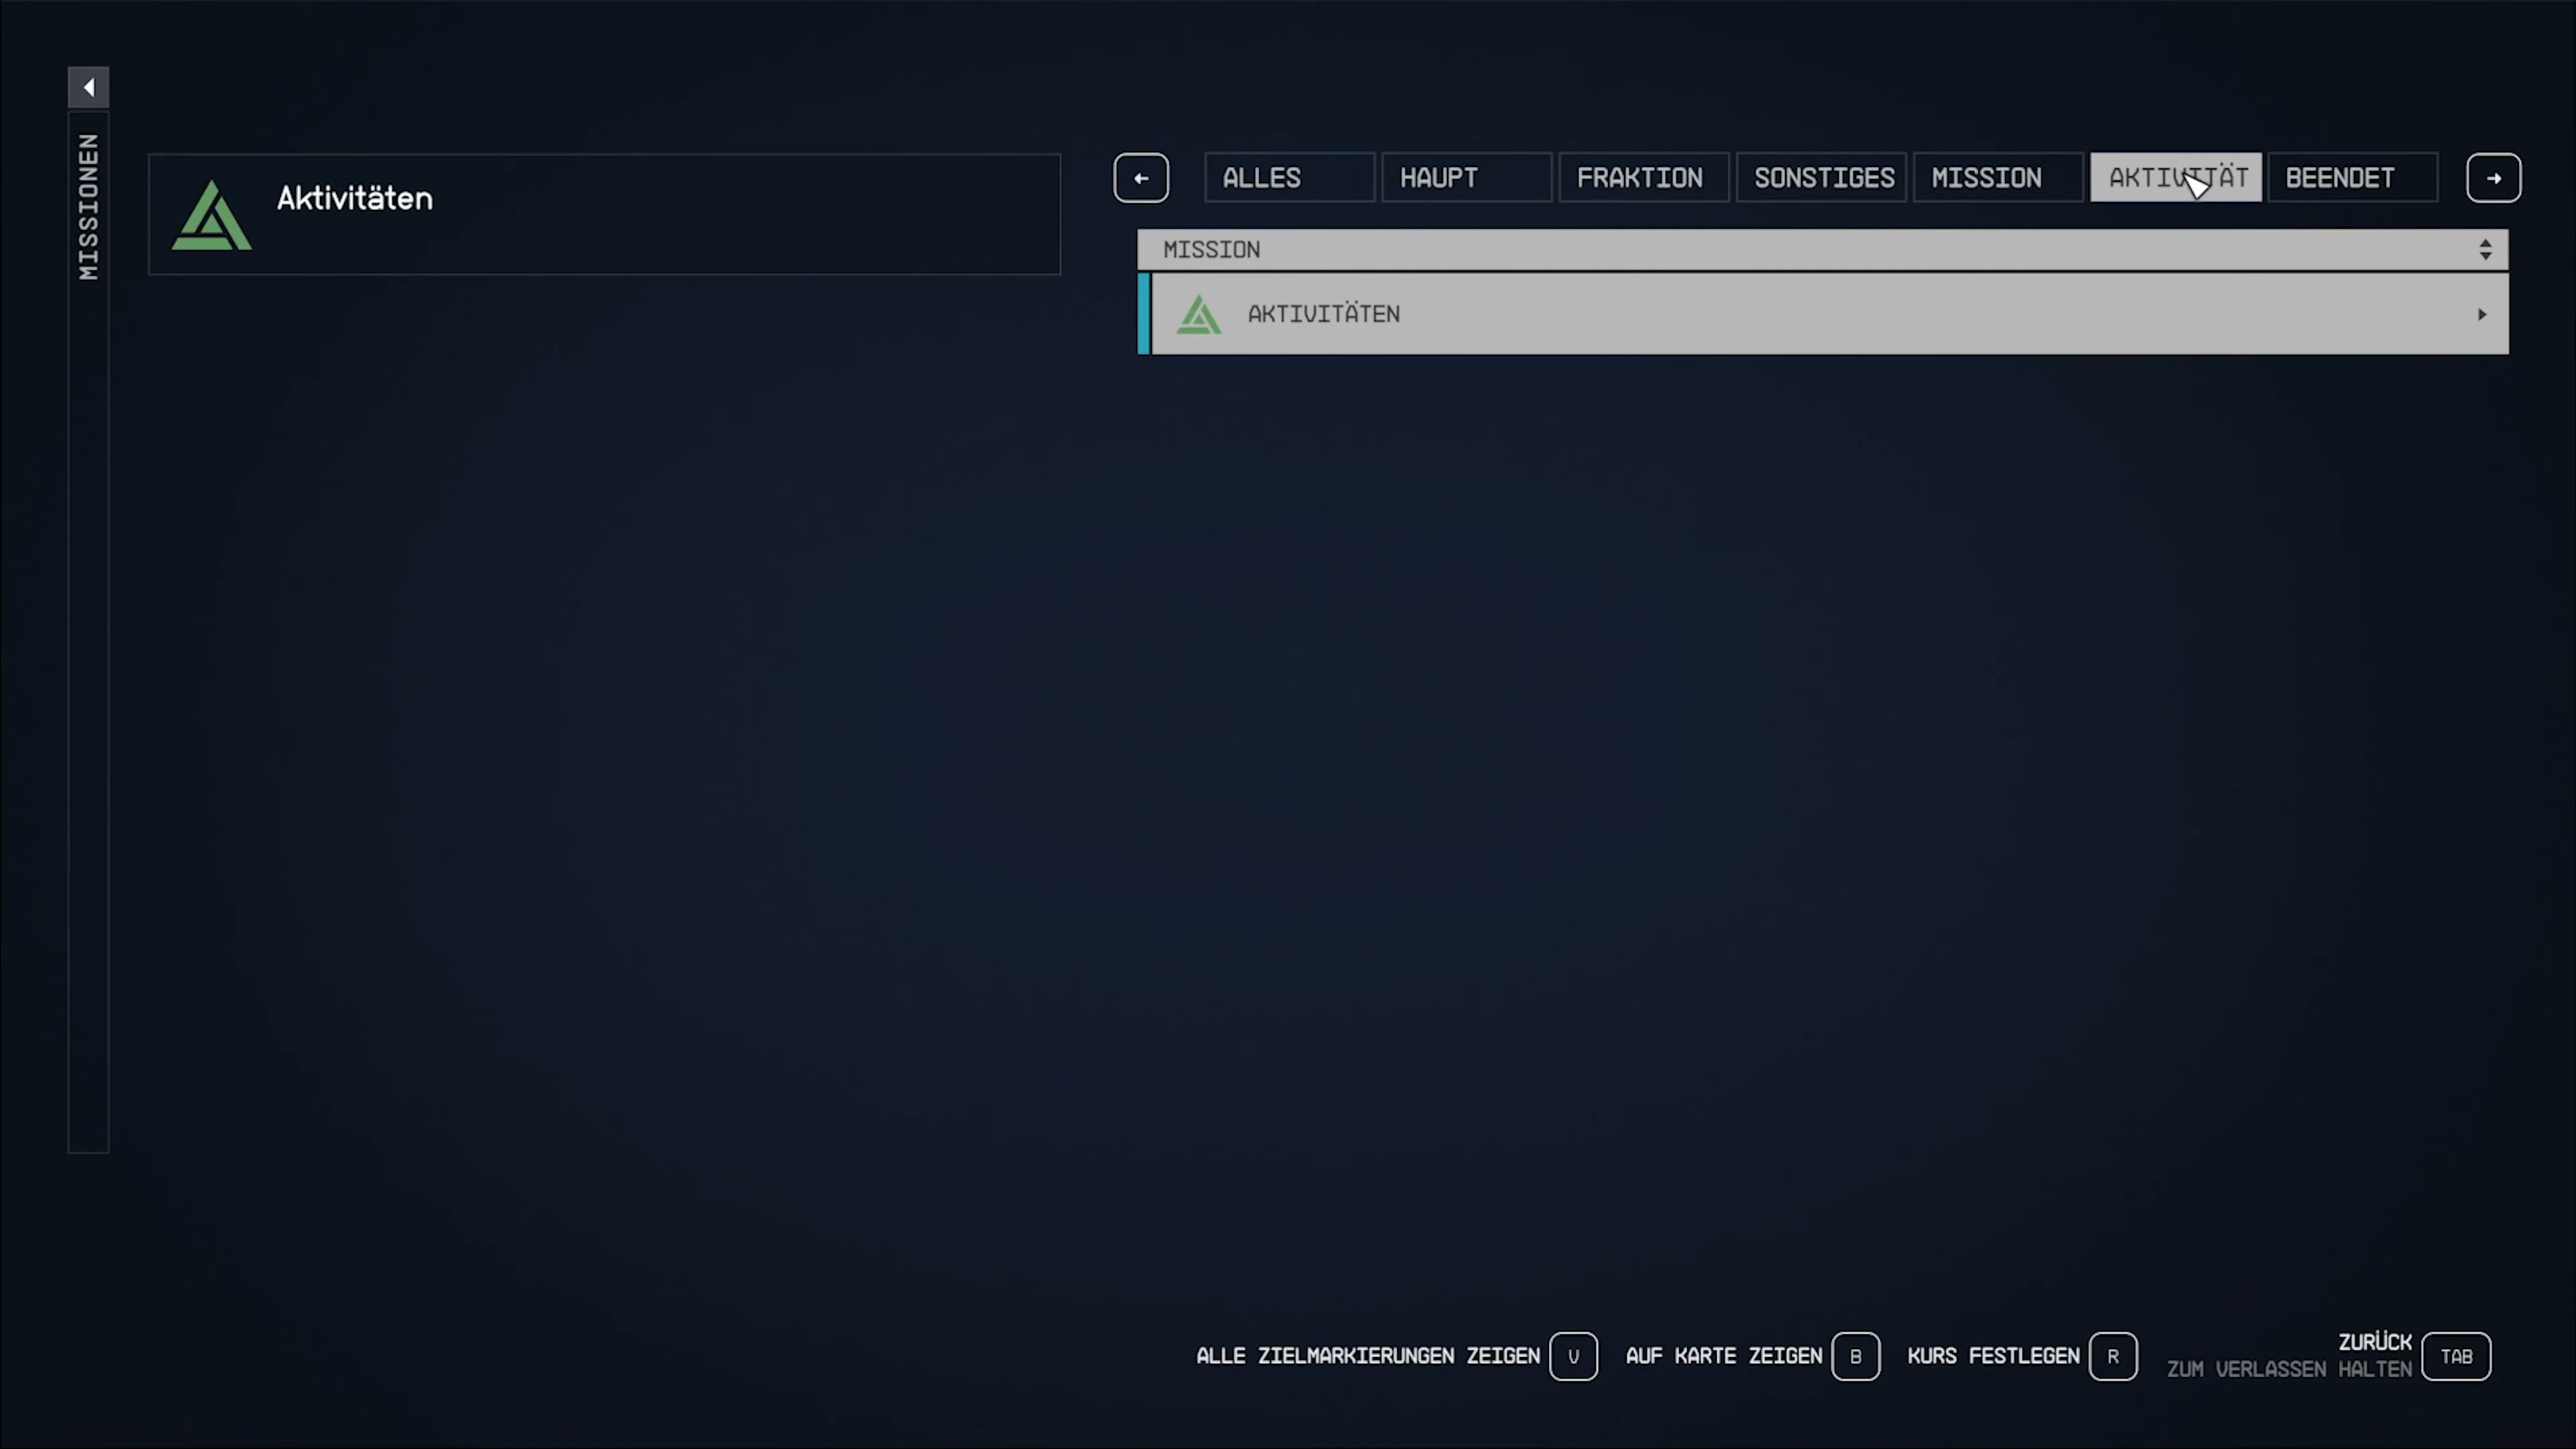 MISSIONEN
Aktivitäten
ALLES HAUPT FRAKTION SONSTIGES MISSION AKTIVITÄT BEENDET
MISSION
AKTIVITÄTEN
ALLE ZIELMARKIERUNGEN ZEIGEN V AUF KARTE ZEIGEN B KURS FESTLEGEN R ZURÜCK TAB
ZUM VERLASSEN HALTEN